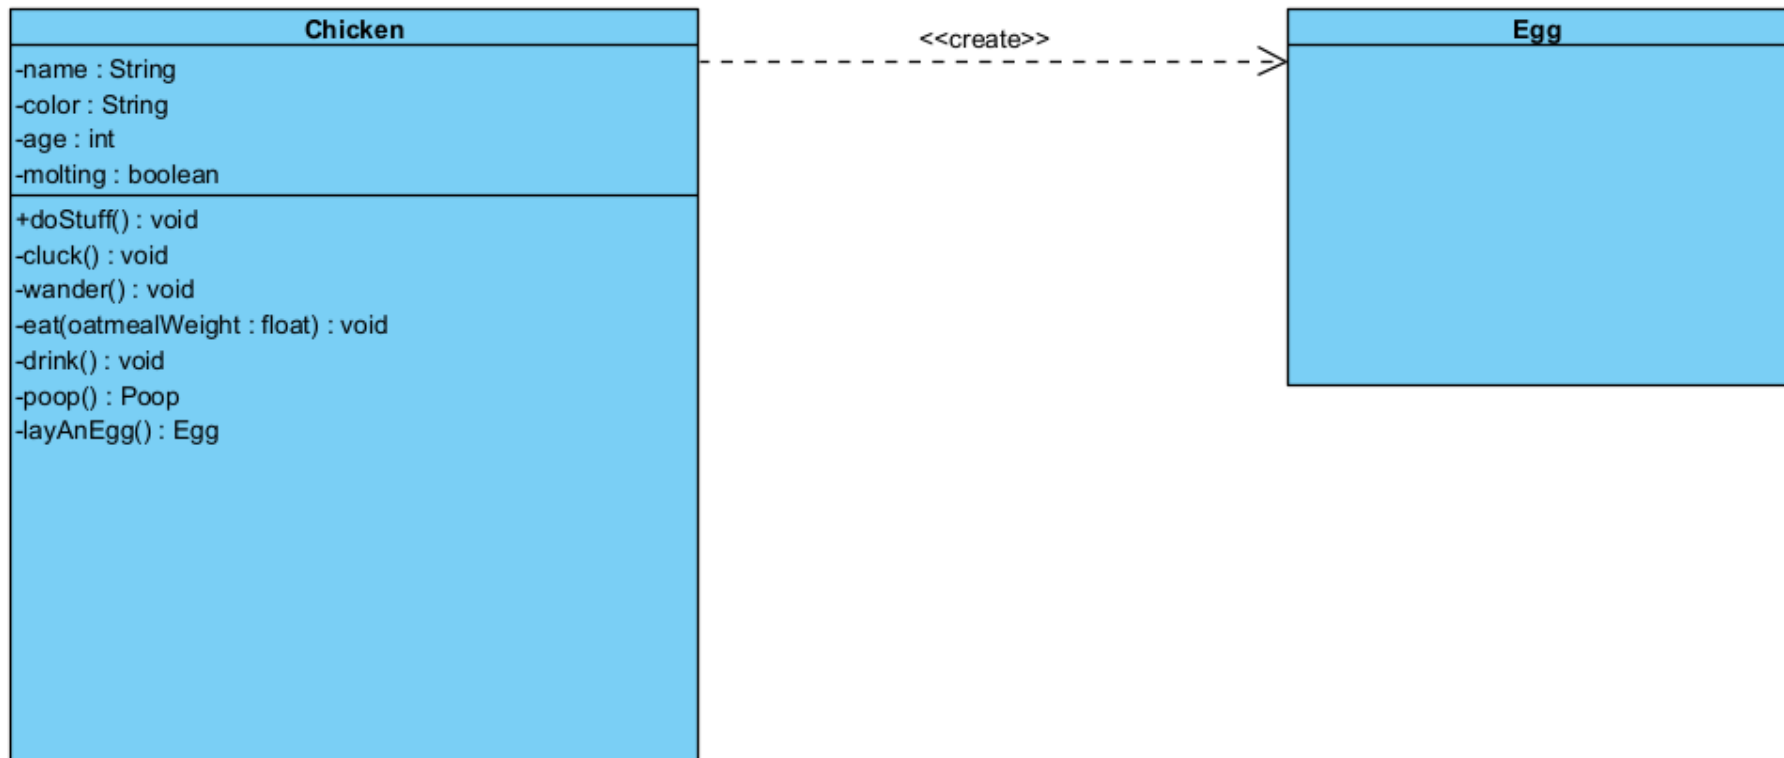 Chicken
-name : String
-color : String
-age : int
-molting : boolean
+doStuff() : void
-cluck() : void
-wander() : void
-eat(oatmealWeight : float) : void
-drink() : void
-poop() : Poop
-layAnEgg() : Egg
<<create>>
Egg